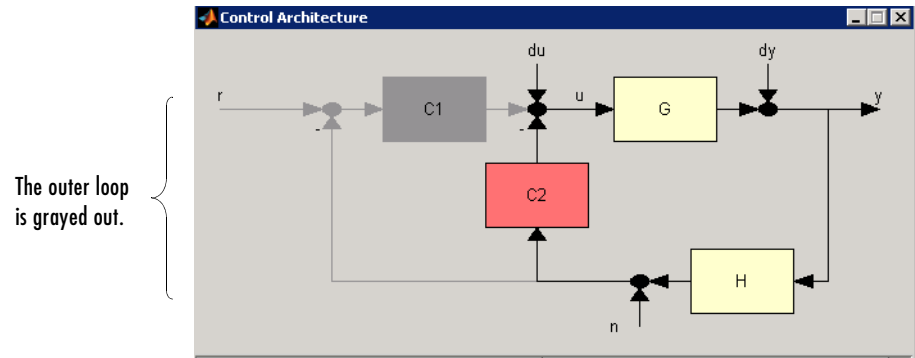 Control Architecture
du
dy
r
C1
u
G
y
-
-
The outer loop
is grayed out.
C2
H
n